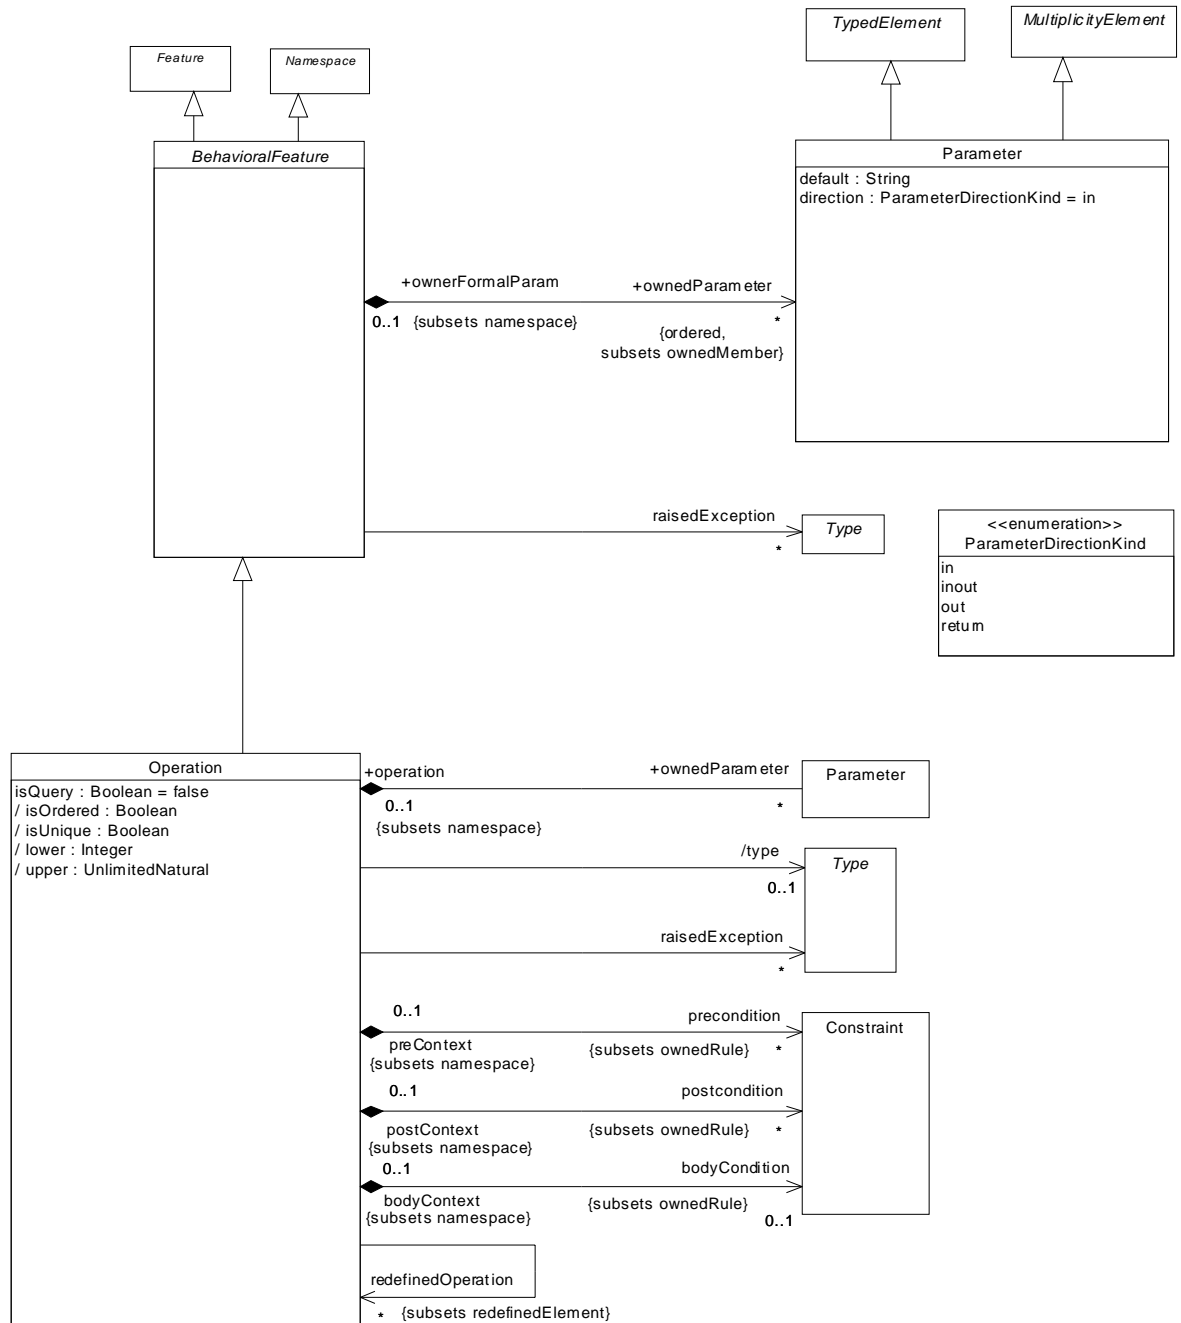 TypedElement
MultiplicityElement
Feature
Namespace
BehavioralFeature
Parameter
default : String
direction : ParameterDirectionKind = in
+ownerFormalParam
+ownedParameter
0..1
{subsets namespace}
*
{ordered,
subsets ownedMember}
raisedException
*
Type
<<enumeration>>
ParameterDirectionKind
in
inout
out
return
Operation
isQuery : Boolean = false
/ isOrdered : Boolean
/ isUnique : Boolean
/ lower : Integer
/ upper : UnlimitedNatural
+operation
+ownedParameter
Parameter
0..1
*
{subsets namespace}
/type
Type
0..1
raisedException
*
0..1
precondition
Constraint
preContext
{subsets ownedRule}
*
{subsets namespace}
0..1
postcondition
postContext
{subsets ownedRule}
*
{subsets namespace}
0..1
bodyCondition
bodyContext
{subsets ownedRule}
{subsets namespace}
0..1
redefinedOperation
*
{subsets redefinedElement}